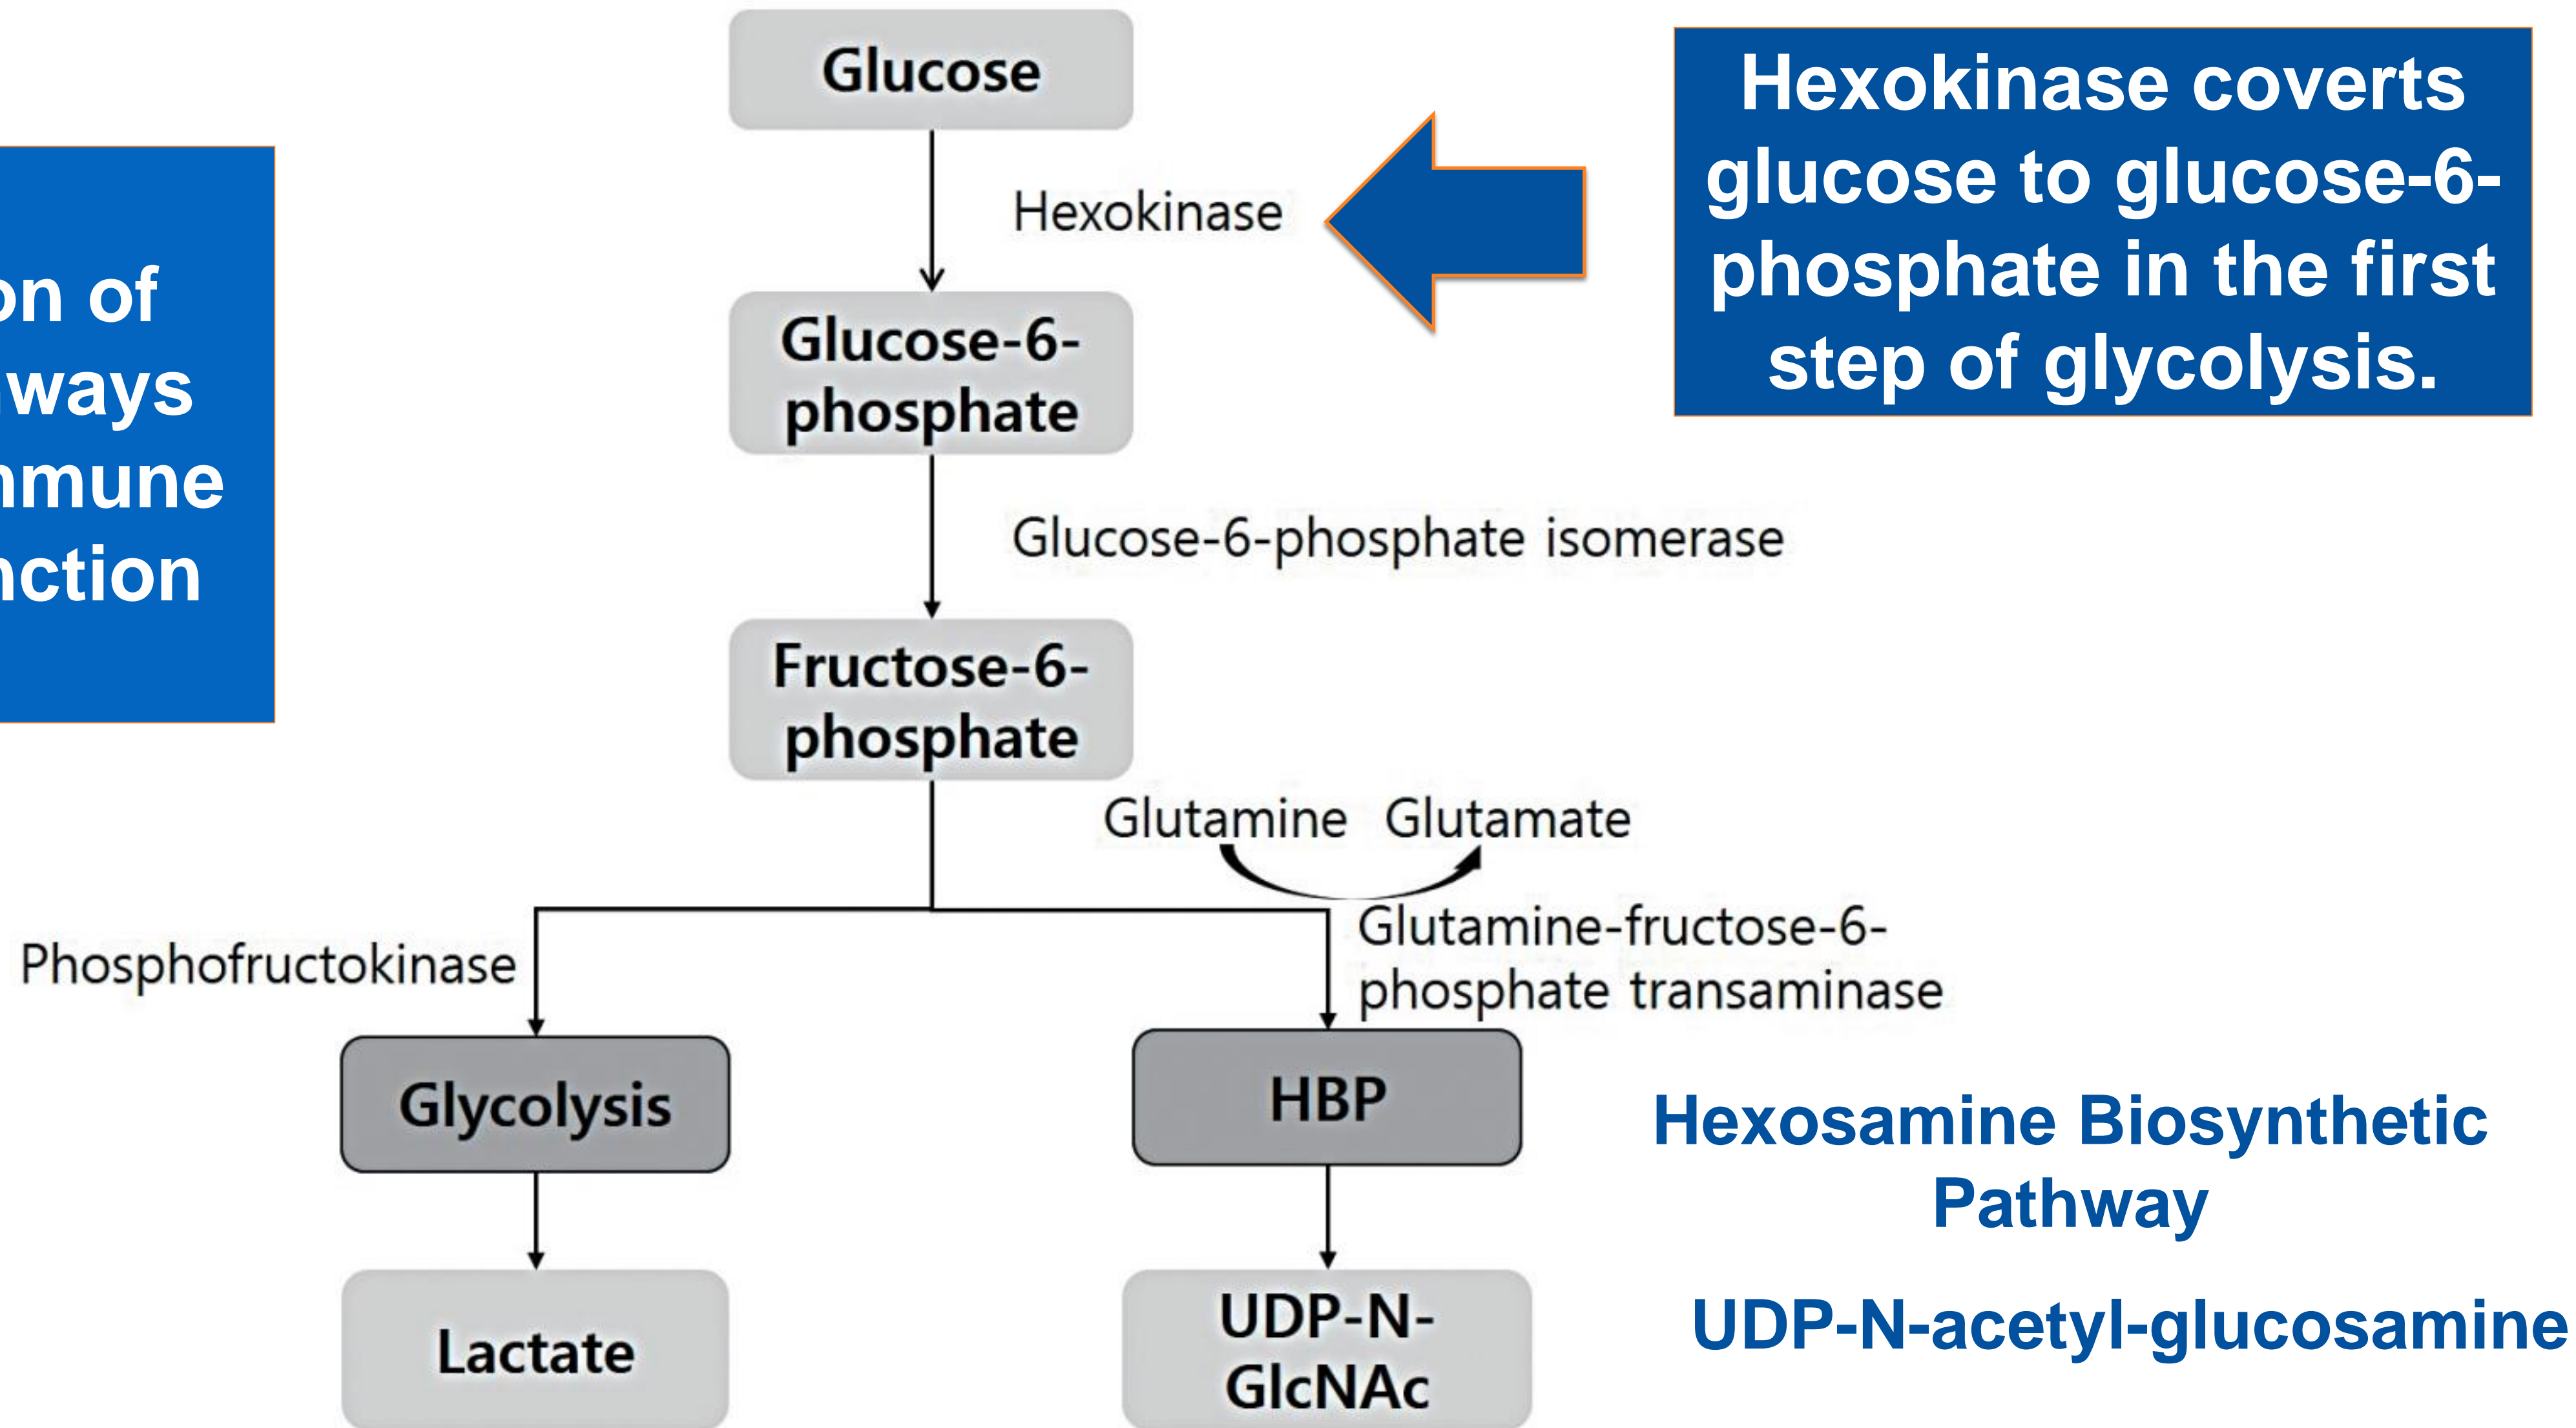 Glucose
Hexokinase coverts
glucose to glucose-6-
phosphate in the first
step of glycolysis.
Hexokinase
on of
ways
mmune
nction
Glucose-6-
phosphate
Glucose-6-phosphate isomerase
Fructose-6-
phosphate
Glutamine Glutamate
Phosphofructokinase
Glutamine-fructose-6-
phosphate transaminase
Glycolysis
HBP
Hexosamine Biosynthetic
Pathway
Lactate
UDP-N-
GlcNAc
UDP-N-acetyl-glucosamine